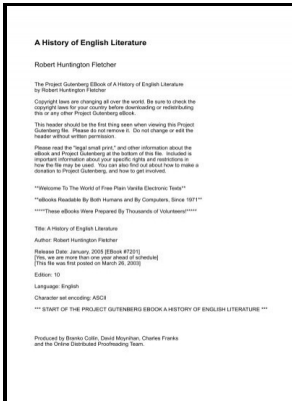 A History of English Literature
Robert Huntington Fletcher
The Project Gutenberg EBook of A History of English Literature
by Robert Huntington Fletcher
Copyright laws are changing all over the world. Be sure to check the
copyright laws for your country before downloading or redistributing
this or any other Project Gutenberg eBook.
This header should be the first thing seen when viewing this Project
Gutenberg file. Please do not remove it. Do not change or edit the
header without written permission.
Please read the "legal small print," and other information about the
eBook and Project Gutenberg at the bottom of this file. Included is
important information about your specific rights and restrictions in
how the file may be used. You can also find out about how to make a
donation to Project Gutenberg, and how to get involved.
**Welcome To The World of Free Plain Vanilla Electronic Texts**
**eBooks Readable By Both Humans and By Computers, Since 1971**
*****These eBooks Were Prepared By Thousands of Volunteers!*****
Title: A History of English Literature
Author: Robert Huntington Fletcher
Release Date: January, 2005 [EBook #7201]
[Yes, we are more than one year ahead of schedule]
[This file was first posted on March 26, 2003]
Edition: 10
Language: English
Character set encoding: ASCII
*** START OF THE PROJECT GUTENBERG EBOOK A HISTORY OF ENGLISH LITERATURE ***
Produced by Branko Collin, David Moynihan, Charles Franks
and the Online Distributed Proofreading Team.